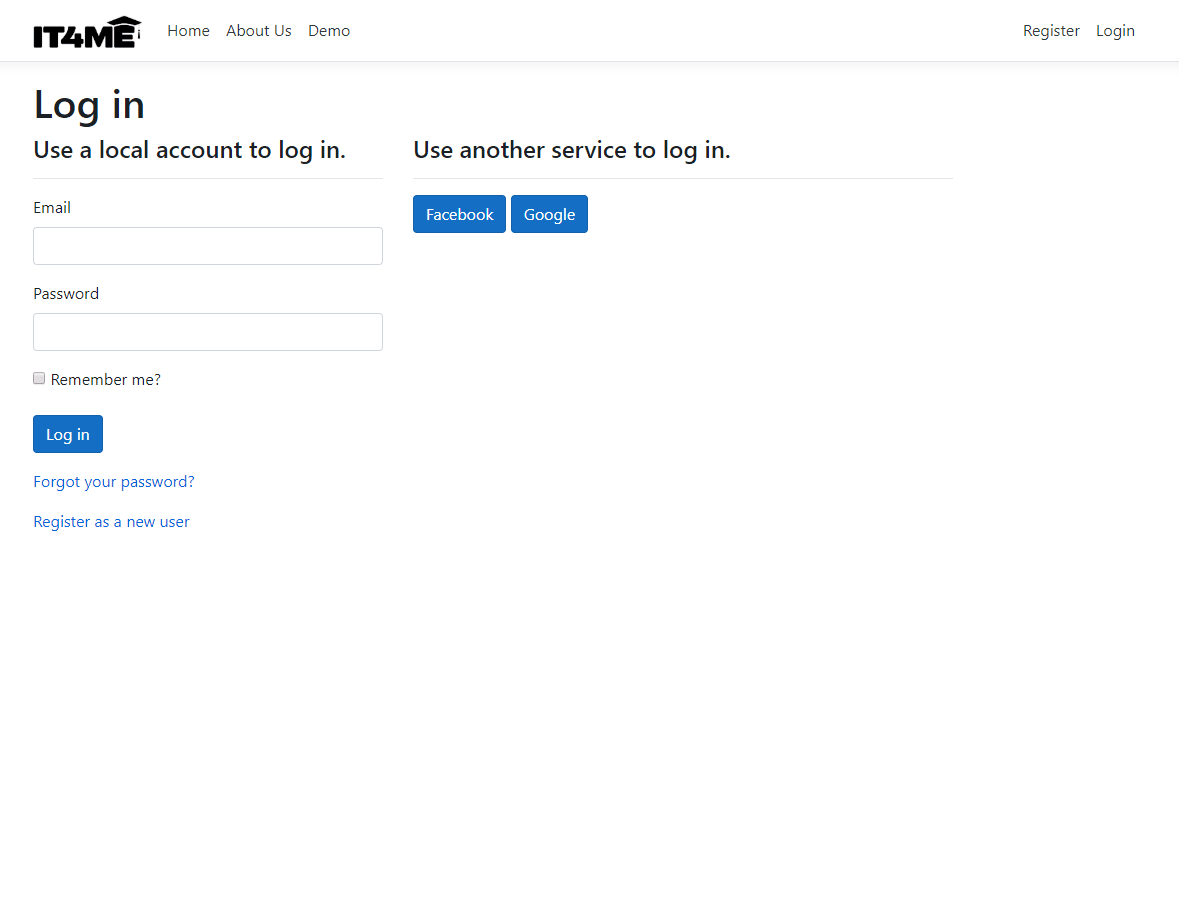 IT4ME Home About Us Demo Register Login
Log in
Use a local account to log in.
Use another service to log in.
Email
Facebook Google
Password
Remember me?
Log in
Forgot your password?
Register as a new user